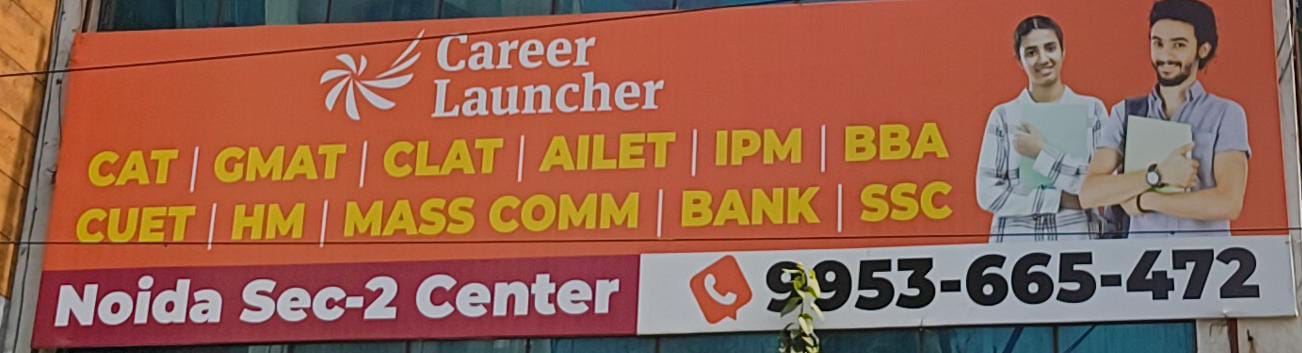 Career
Launcher
CAT | GMAT | CLAT | AILET | IPM | BBA
CUET | HM | MASS COMM | BANK | SSC
Noida Sec-2 Center 9953-665-472